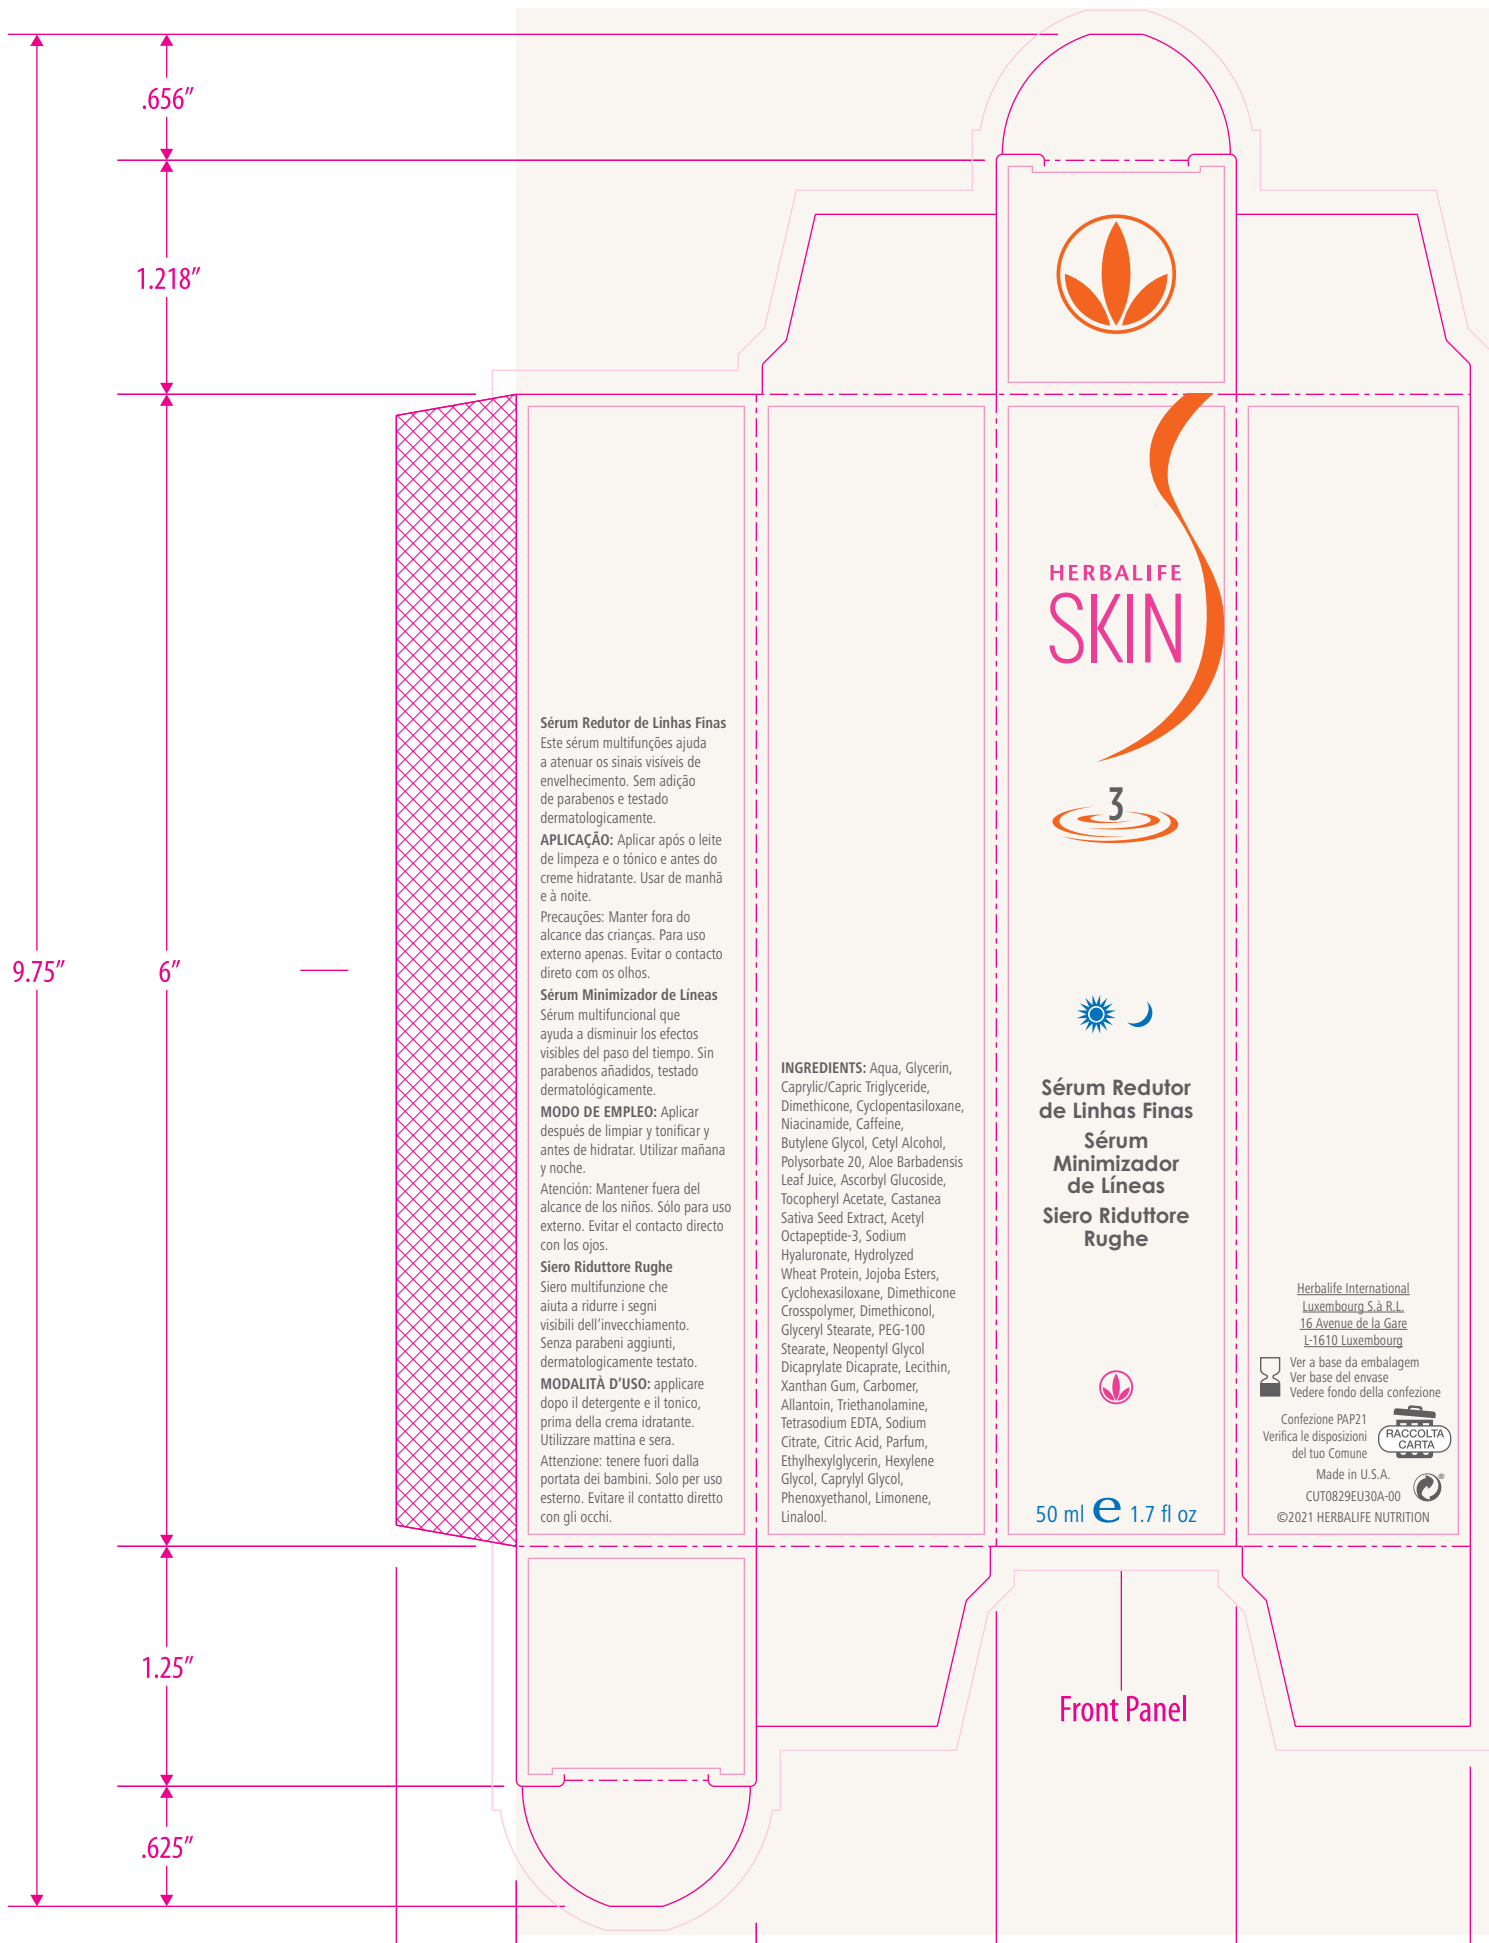 .656"
1.218"
9.75"
6"
1.25"
.625"
Sérum Redutor de Linhas Finas
Este sérum multifunções ajuda
a atenuar os sinais visíveis de
envelhecimento. Sem adição
de parabenos e testado
dermatologicamente.
APLICAÇÃO: Aplicar após o leite
de limpeza e o tónico e antes do
creme hidratante. Usar de manhã
e à noite.
Precauções: Manter fora do
alcance das crianças. Para uso
externo apenas. Evitar o contacto
direto com os olhos.
Sérum Minimizador de Líneas
Sérum multifuncional que
ayuda a disminuir los efectos
visibles del paso del tiempo. Sin
parabenos añadidos, testado
dermatológicamente.
MODO DE EMPLEO: Aplicar
después de limpiar y tonificar y
antes de hidratar. Utilizar mañana
y noche.
Atención: Mantener fuera del
alcance de los niños. Sólo para uso
externo. Evitar el contacto directo
con los ojos.
Siero Riduttore Rughe
Siero multifunzione che
aiuta a ridurre i segni
visibili dell'invecchiamento.
Senza parabeni aggiunti,
dermatologicamente testato.
MODALITÀ D'USO: applicare
dopo il detergente e il tonico,
prima della crema idratante.
Utilizzare mattina e sera.
Attenzione: tenere fuori dalla
portata dei bambini. Solo per uso
esterno. Evitare il contatto diretto
con gli occhi.
INGREDIENTS: Aqua, Glycerin,
Caprylic/Capric Triglyceride,
Dimethicone, Cyclopentasiloxane,
Niacinamide, Caffeine,
Butylene Glycol, Cetyl Alcohol,
Polysorbate 20, Aloe Barbadensis
Leaf Juice, Ascorbyl Glucoside,
Tocopheryl Acetate, Castanea
Sativa Seed Extract, Acetyl
Octapeptide-3, Sodium
Hyaluronate, Hydrolyzed
Wheat Protein, Jojoba Esters,
Cyclohexasiloxane, Dimethicone
Crosspolymer, Dimethiconol,
Glyceryl Stearate, PEG-100
Stearate, Neopentyl Glycol
Dicaprylate Dicaprate, Lecithin,
Xanthan Gum, Carbomer,
Allantoin, Triethanolamine,
Tetrasodium EDTA, Sodium
Citrate, Citric Acid, Parfum,
Ethylhexylglycerin, Hexylene
Glycol, Caprylyl Glycol,
Phenoxyethanol, Limonene,
Linalool.
HERBALIFE
SKIN
3
Sérum Redutor
de Linhas Finas
Sérum
Minimizador
de Líneas
Siero Riduttore
Rughe
50 ml e 1.7 fl oz
Herbalife International
Luxembourg S.à R.L.
16 Avenue de la Gare
L-1610 Luxembourg
Ver a base da embalagem
Ver base del envase
Vedere fondo della confezione
Confezione PAP21
Verifica le disposizioni
del tuo Comune
RACCOLTA
CARTA
Made in U.S.A.
CUT0829EU30A-00
®
©2021 HERBALIFE NUTRITION
Front Panel